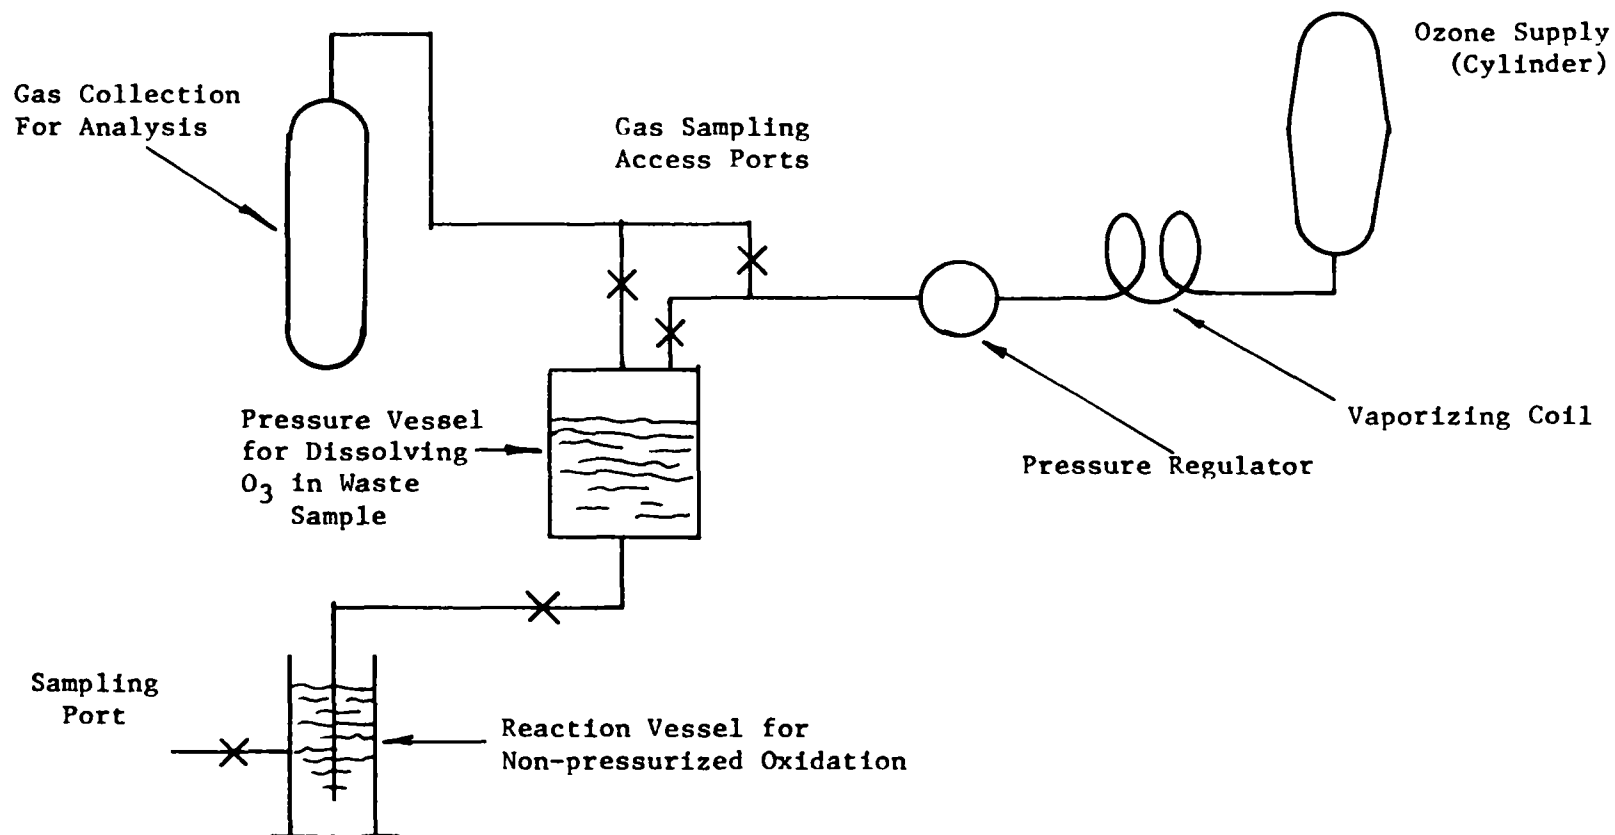 Ozone Supply
(Cylinder)
Gas Collection
For Analysis
Gas Sampling
Access Ports
Vaporizing Coil
Pressure Regulator
Pressure Vessel
for Dissolving
O3 in Waste
Sample
Sampling
Port
Reaction Vessel for
Non-pressurized Oxidation